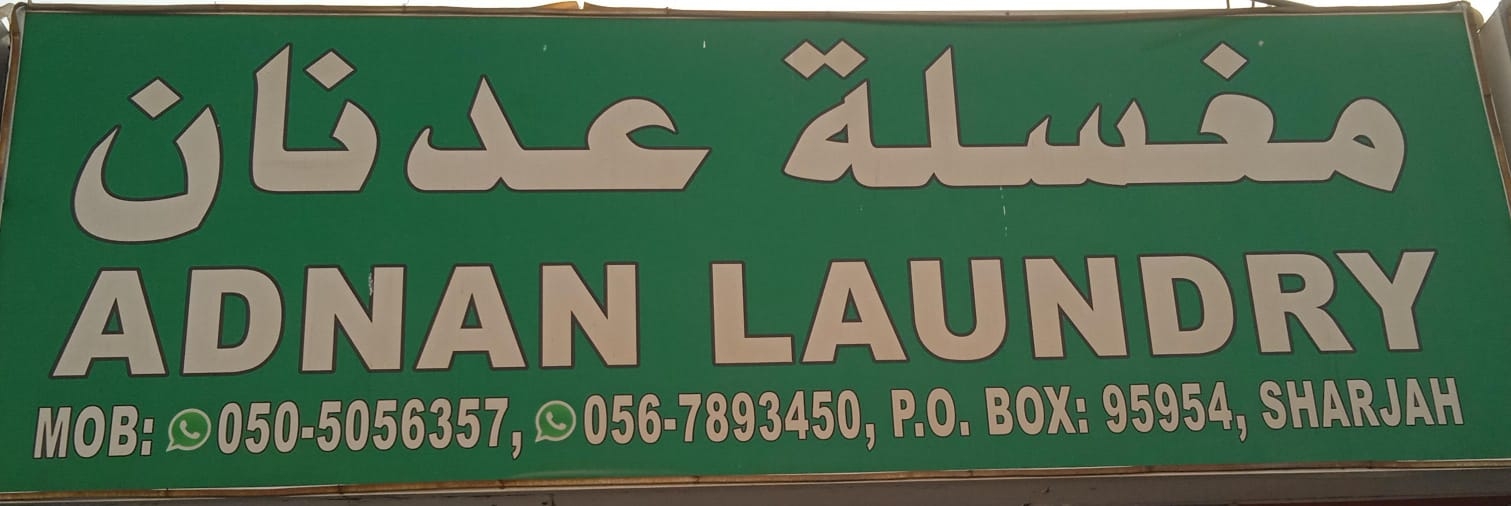 مغسلة عدنان
ADNAN LAUNDRY
MOB: 050-5056357, 056-7893450, P.O. BOX: 95954, SHARJAH